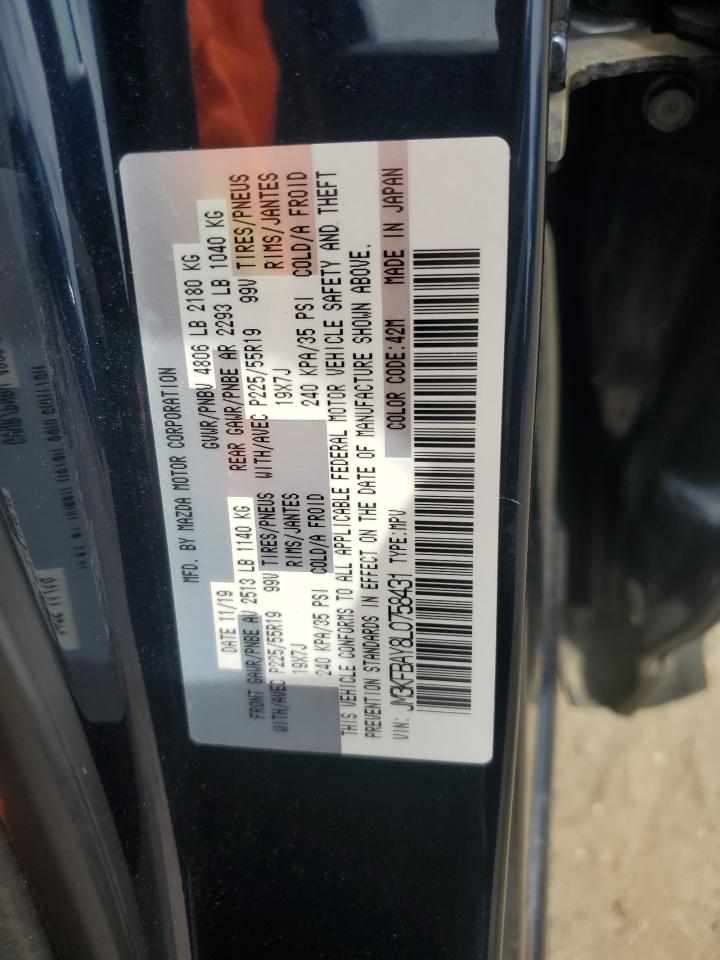 MFD. BY MAZDA MOTOR CORPORATION
DATE 11/19 GVWR/PNBV 4806 LB 2180 KG
FRONT GAWR/PNBE AV 2513 LB 1140 KG REAR GAWR/PNBE AR 2293 LB 1040 KG
WITH/AVEC P225/55R19 99V TIRES/PNEUS WITH/AVEC P225/55R19 99V TIRES/PNEUS
19X7J RIMS/JANTES 19X7J RIMS/JANTES
240 KPA/35 PSI COLD/A FROID 240 KPA/35 PSI COLD/A FROID
THIS VEHICLE CONFORMS TO ALL APPLICABLE FEDERAL MOTOR VEHICLE SAFETY AND THEFT
PREVENTION STANDARDS IN EFFECT ON THE DATE OF MANUFACTURE SHOWN ABOVE.
VIN: JM3KFBAY8L0758431 TYPE:MPV COLOR CODE:42M MADE IN JAPAN